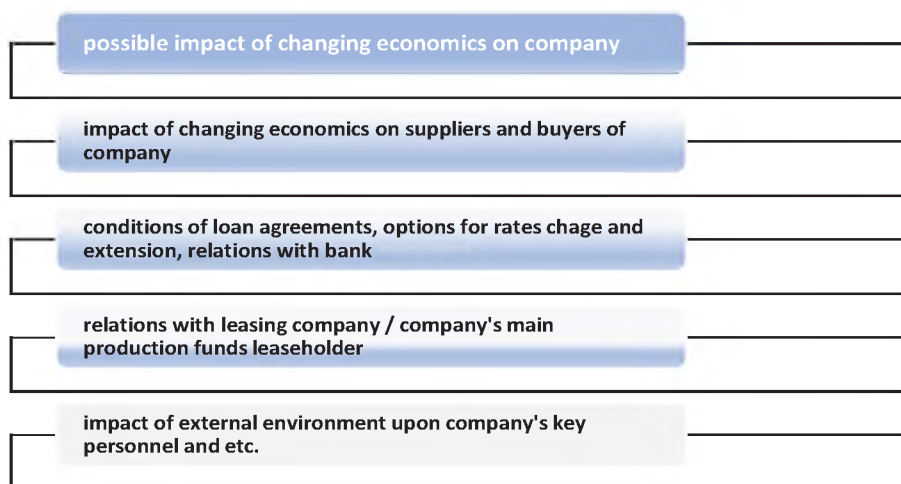 possible impact of changing economics on company
impact of changing economics on suppliers and buyers of
company
conditions of loan agreements, options for rates chage and
extension, relations with bank
relations with leasing company / company's main
production funds leaseholder
impact of external environment upon company's key
personnel and etc.